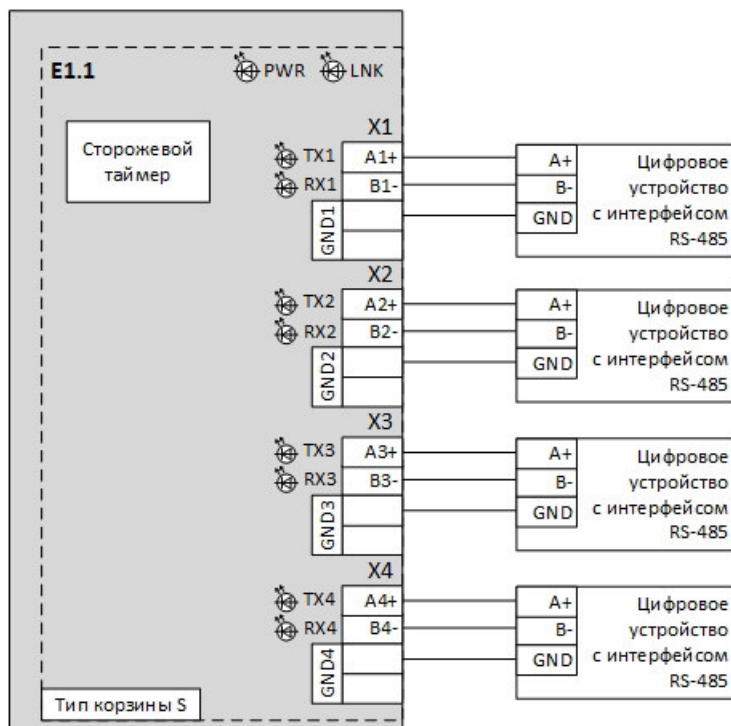 E1.1
PWR
LNK
Сторожевой
таймер
X1
TX1
A1+
RX1
B1-
GND1
A+
B-
GND
Цифровое
устройство
с интерфейсом
RS-485
X2
TX2
A2+
RX2
B2-
GND2
A+
B-
GND
Цифровое
устройство
с интерфейсом
RS-485
X3
TX3
A3+
RX3
B3-
GND3
A+
B-
GND
Цифровое
устройство
с интерфейсом
RS-485
X4
TX4
A4+
RX4
B4-
GND4
A+
B-
GND
Цифровое
устройство
с интерфейсом
RS-485
Тип корзины S